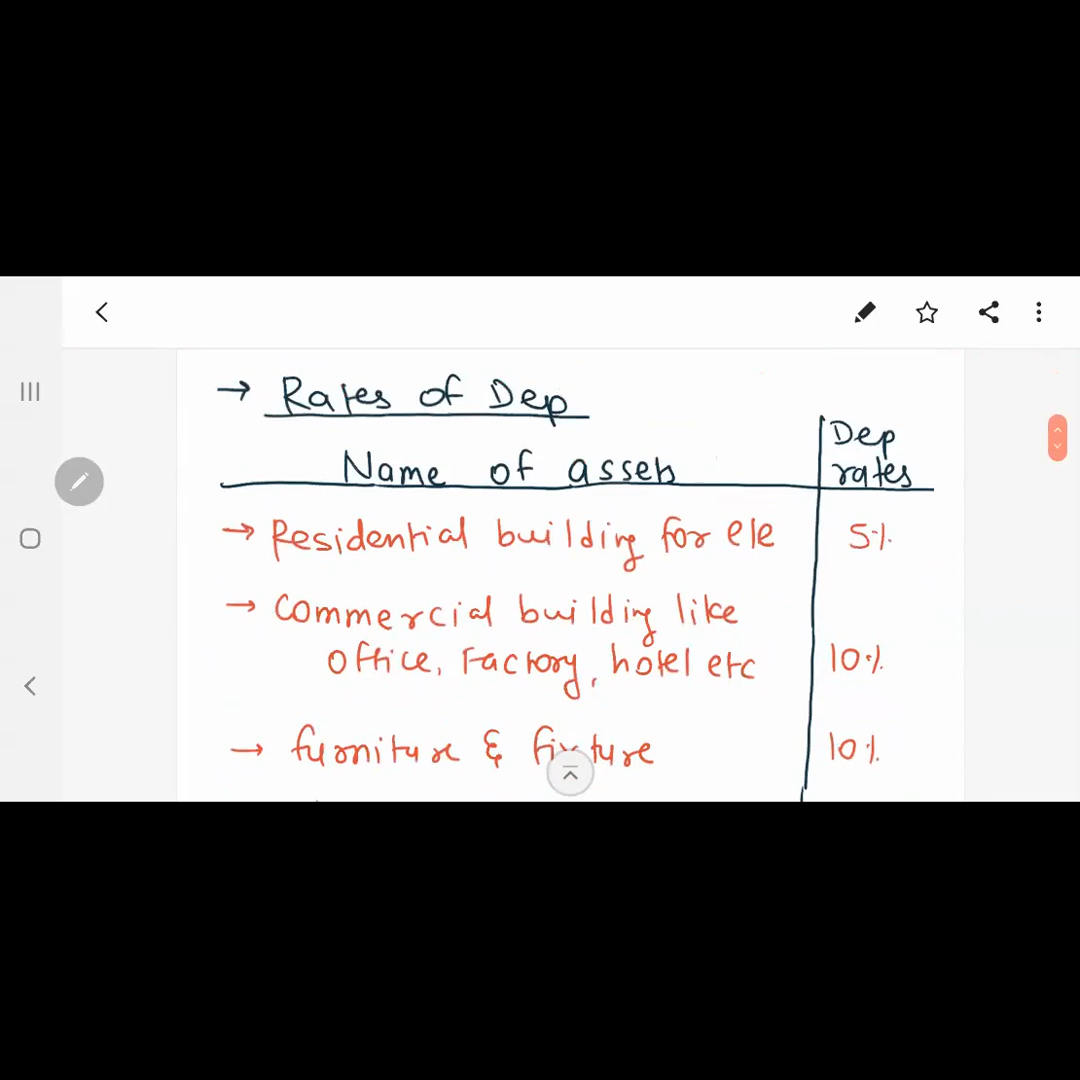 → Rates of Dep
Name of assets
Dep rates
→ Residential building for ele 5%
→ Commercial building like
office, Factory, hotel etc 10%
→ furniture & fixture 10%